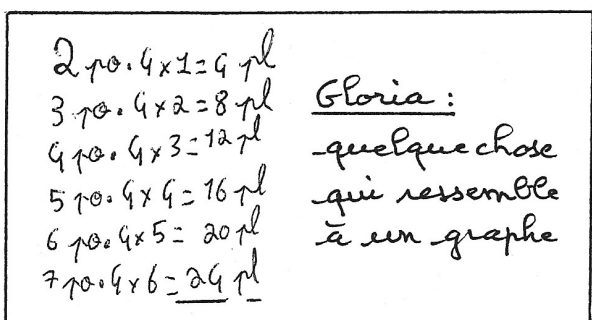 2 po. 4x1=4 pl
3 po. 4x2=8 pl
4 po. 4x3=12 pl
5 po. 4x4=16 pl
6 po. 4x5= 20 pl
7 po. 4x6=24 pl
Gloria :
quelque chose
qui ressemble
à un graphe